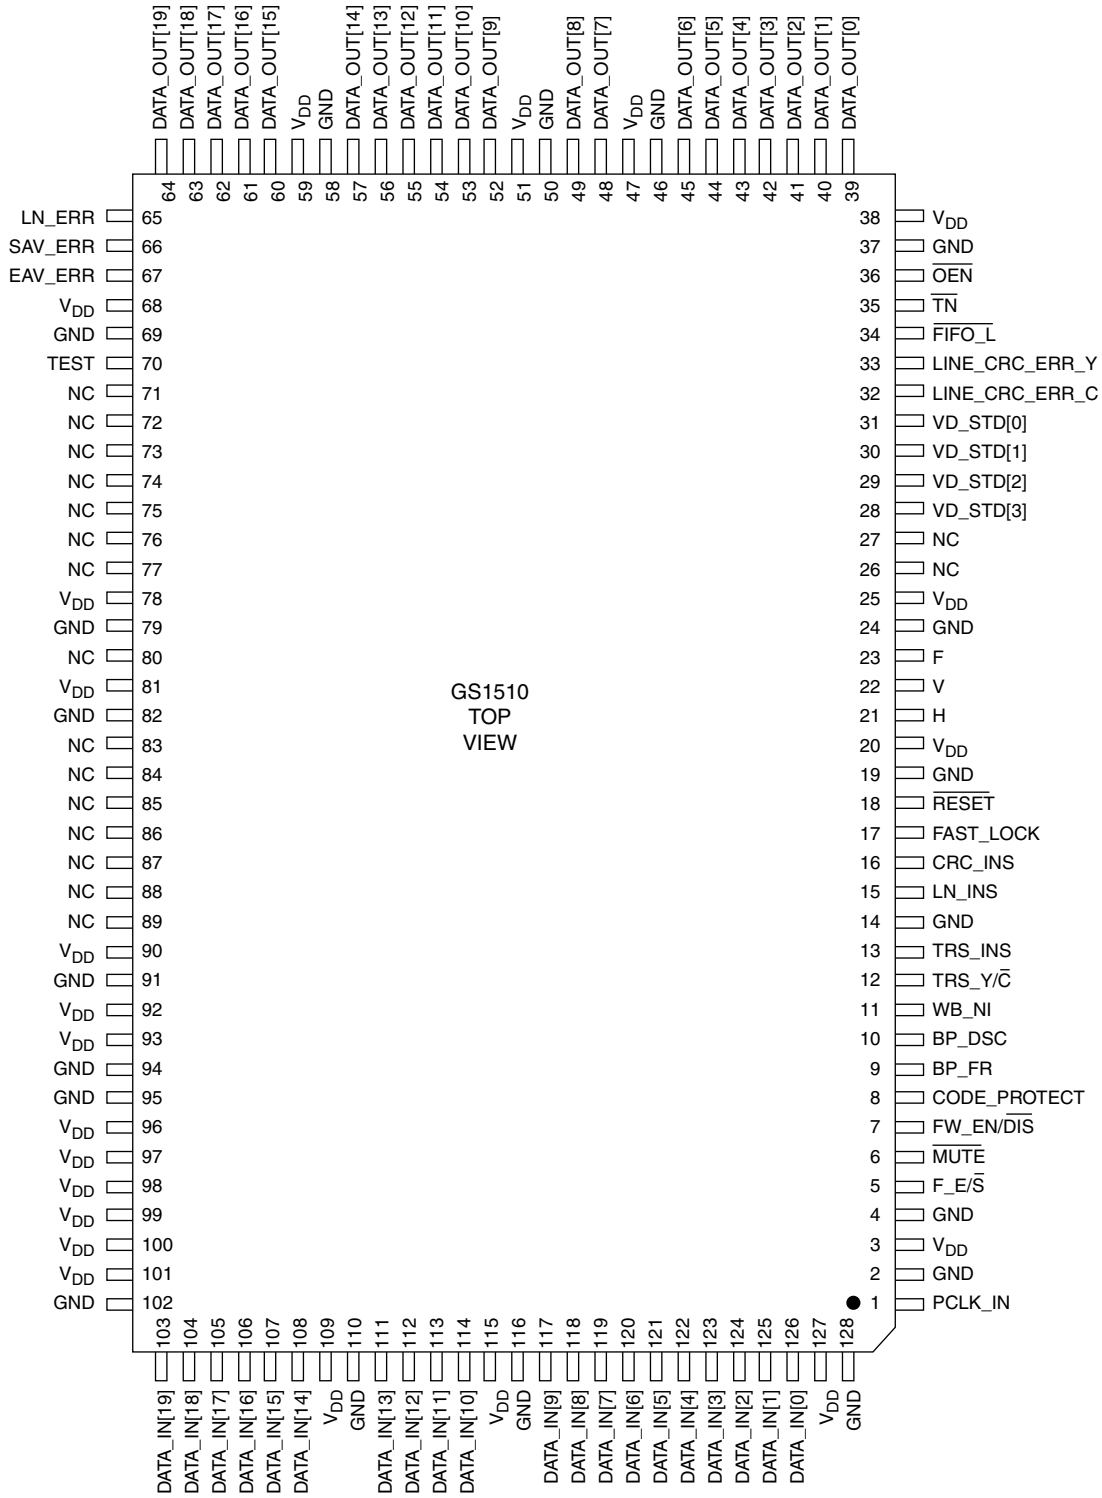 DATA_OUT[19]
DATA_OUT[18]
DATA_OUT[17]
DATA_OUT[16]
DATA_OUT[15]
VDD
GND
DATA_OUT[14]
DATA_OUT[13]
DATA_OUT[12]
DATA_OUT[11]
DATA_OUT[10]
DATA_OUT[9]
VDD
GND
DATA_OUT[8]
DATA_OUT[7]
VDD
GND
DATA_OUT[6]
DATA_OUT[5]
DATA_OUT[4]
DATA_OUT[3]
DATA_OUT[2]
DATA_OUT[1]
DATA_OUT[0]
64
63
62
61
60
59
58
57
56
55
54
53
52
51
50
49
48
47
46
45
44
43
42
41
40
39
LN_ERR 65
SAV_ERR 66
EAV_ERR 67
VDD 68
GND 69
TEST 70
NC 71
NC 72
NC 73
NC 74
NC 75
NC 76
NC 77
VDD 78
GND 79
NC 80
VDD 81
GND 82
NC 83
NC 84
NC 85
NC 86
NC 87
NC 88
NC 89
VDD 90
GND 91
VDD 92
VDD 93
GND 94
GND 95
VDD 96
VDD 97
VDD 98
VDD 99
VDD 100
VDD 101
GND 102
GS1510
TOP
VIEW
38 VDD
37 GND
36 O̅E̅N̅
35 T̅N̅
34 F̅I̅F̅O̅_̅L̅
33 LINE_CRC_ERR_Y
32 LINE_CRC_ERR_C
31 VD_STD[0]
30 VD_STD[1]
29 VD_STD[2]
28 VD_STD[3]
27 NC
26 NC
25 VDD
24 GND
23 F
22 V
21 H
20 VDD
19 GND
18 R̅E̅S̅E̅T̅
17 FAST_LOCK
16 CRC_INS
15 LN_INS
14 GND
13 TRS_INS
12 TRS_Y/C̅
11 WB_NI
10 BP_DSC
9 BP_FR
8 CODE_PROTECT
7 FW_EN/D̅I̅S̅
6 M̅U̅T̅E̅
5 F_E/S̅
4 GND
3 VDD
2 GND
1 PCLK_IN
103
104
105
106
107
108
109
110
111
112
113
114
115
116
117
118
119
120
121
122
123
124
125
126
127
128
DATA_IN[19]
DATA_IN[18]
DATA_IN[17]
DATA_IN[16]
DATA_IN[15]
DATA_IN[14]
VDD
GND
DATA_IN[13]
DATA_IN[12]
DATA_IN[11]
DATA_IN[10]
VDD
GND
DATA_IN[9]
DATA_IN[8]
DATA_IN[7]
DATA_IN[6]
DATA_IN[5]
DATA_IN[4]
DATA_IN[3]
DATA_IN[2]
DATA_IN[1]
DATA_IN[0]
VDD
GND